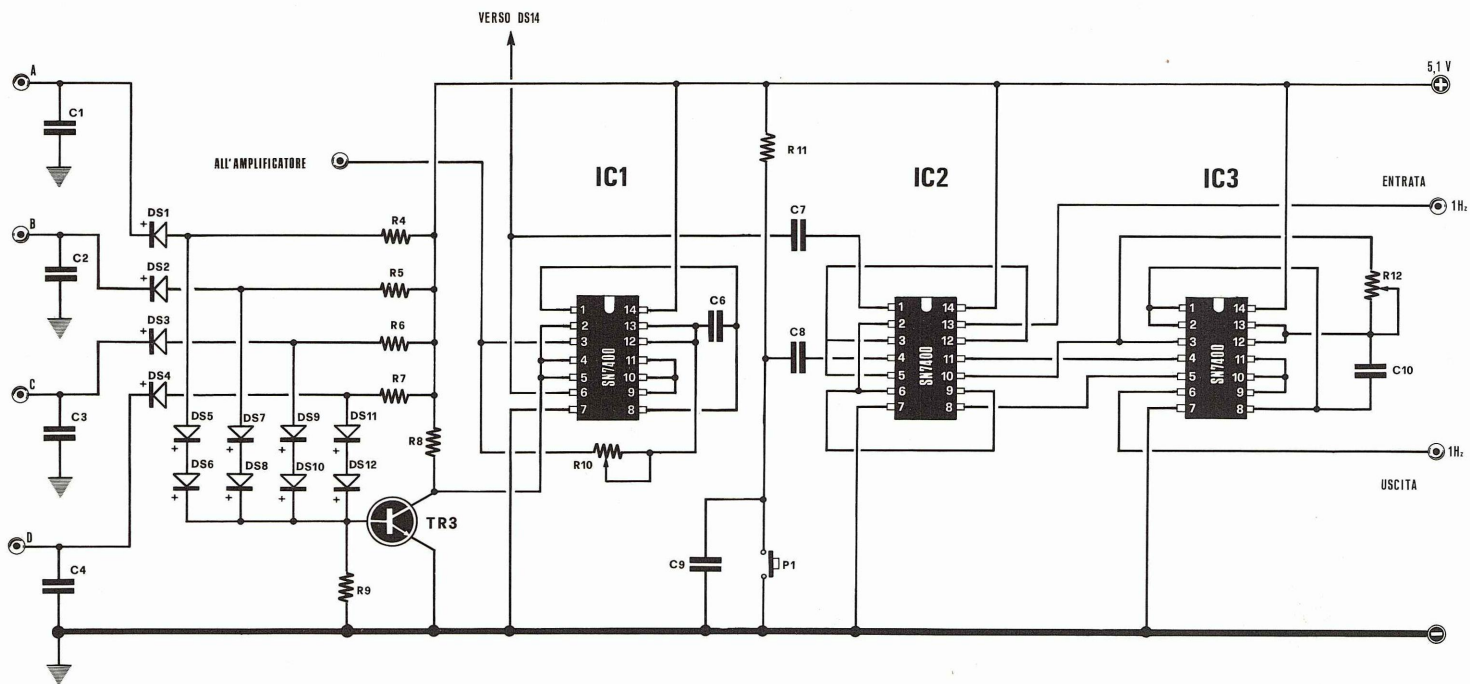 VERSO DS14
A
5,1 V
+
C1
R11
ALL'AMPLIFICATORE
IC1
IC2
IC3
ENTRATA
1Hz
C7
DS1
+
R4
B
C2
DS2
+
R5
R12
C6
C8
1 14
2 13
3 12
4 11
5 10
6 9
7 8
SN7400
1 14
2 13
3 12
4 11
5 10
6 9
7 8
SN7400
1 14
2 13
3 12
4 11
5 10
6 9
7 8
SN7400
C10
DS3
+
R6
DS4
+
R7
C
C3
DS5 DS7 DS9 DS11
+ + + +
R8
DS6 DS8 DS10 DS12
+ + + +
R10
1Hz
USCITA
TR3
D
C4
R9
C9
P1
-